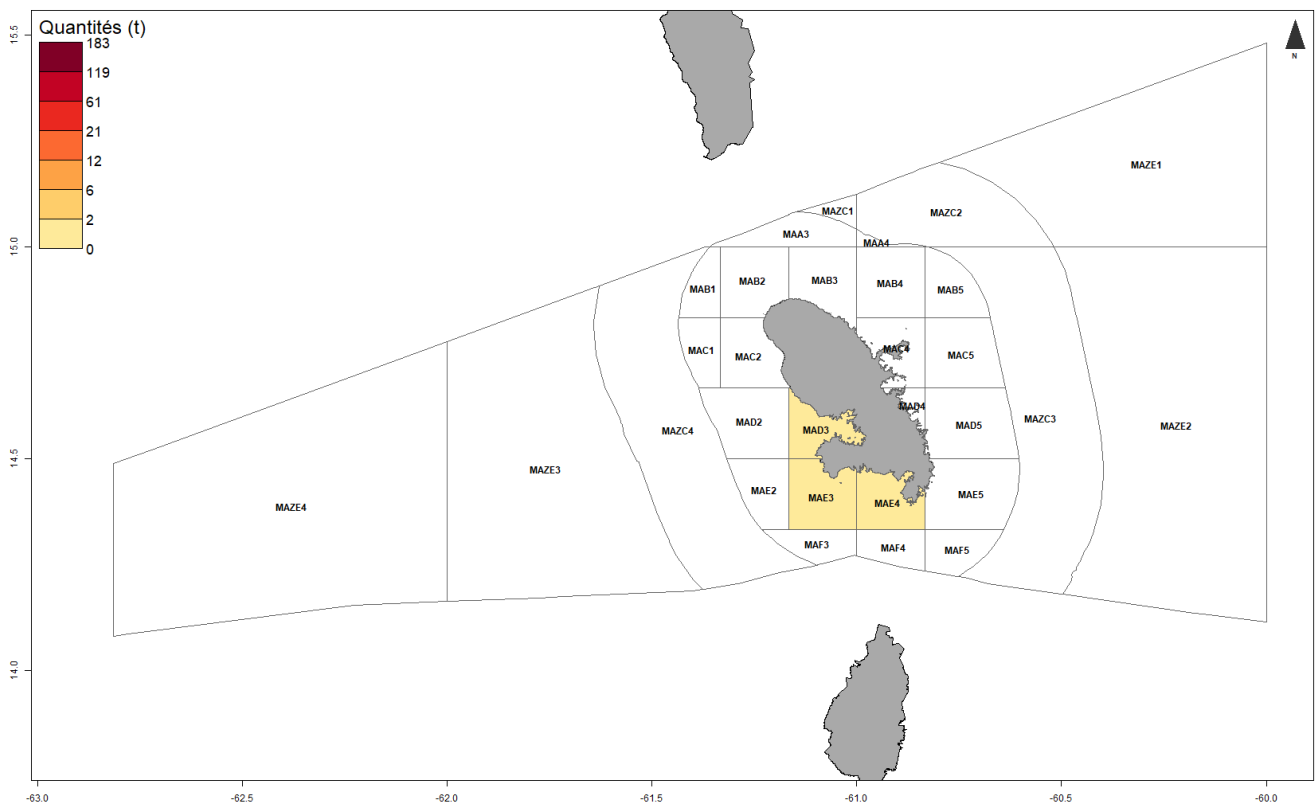 Quantités (t)
183
119
61
21
12
6
2
0
N
15.5
15.0
14.5
14.0
MAZE1
MAZC1
MAZC2
MAA3
MAA4
MAB1
MAB2
MAB3
MAB4
MAB5
MAC1
MAC2
MAC4
MAC5
MAD2
MAD3
MAD4
MAD5
MAZC3
MAZC4
MAZE2
MAZE3
MAZE4
MAE2
MAE3
MAE4
MAE5
MAF3
MAF4
MAF5
-63.0
-62.5
-62.0
-61.5
-61.0
-60.5
-60.0